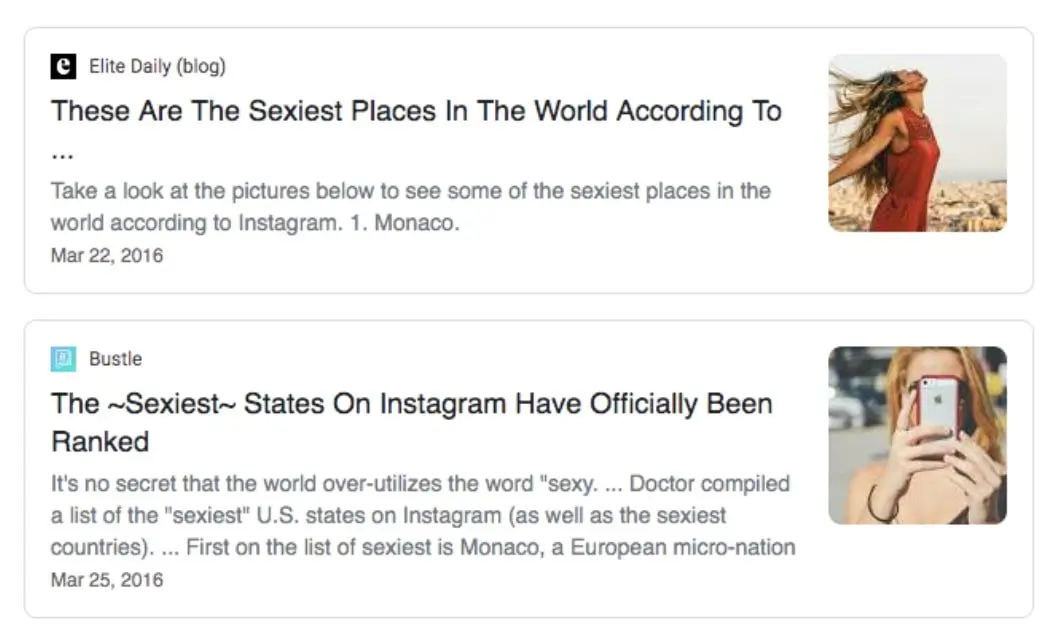 Elite Daily (blog)
These Are The Sexiest Places In The World According To
...
Take a look at the pictures below to see some of the sexiest places in the
world according to Instagram. 1. Monaco.
Mar 22, 2016
Bustle
The ~Sexiest~ States On Instagram Have Officially Been
Ranked
It's no secret that the world over-utilizes the word "sexy. ... Doctor compiled
a list of the "sexiest" U.S. states on Instagram (as well as the sexiest
countries). ... First on the list of sexiest is Monaco, a European micro-nation
Mar 25, 2016